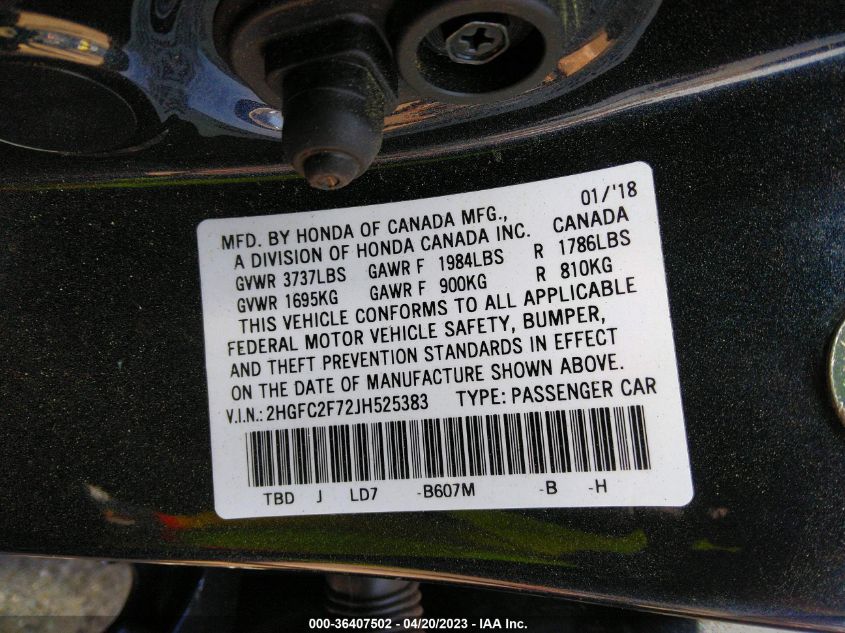 01/'18
MFD. BY HONDA OF CANADA MFG.,
A DIVISION OF HONDA CANADA INC. CANADA
GVWR 3737LBS GAWR F 1984LBS R 1786LBS
GVWR 1695KG GAWR F 900KG R 810KG
THIS VEHICLE CONFORMS TO ALL APPLICABLE
FEDERAL MOTOR VEHICLE SAFETY, BUMPER,
AND THEFT PREVENTION STANDARDS IN EFFECT
ON THE DATE OF MANUFACTURE SHOWN ABOVE.
V.I.N.:2HGFC2F72JH525383 TYPE: PASSENGER CAR
TBD J LD7 -B607M -B -H
000-36407502 - 04/20/2023 - IAA Inc.